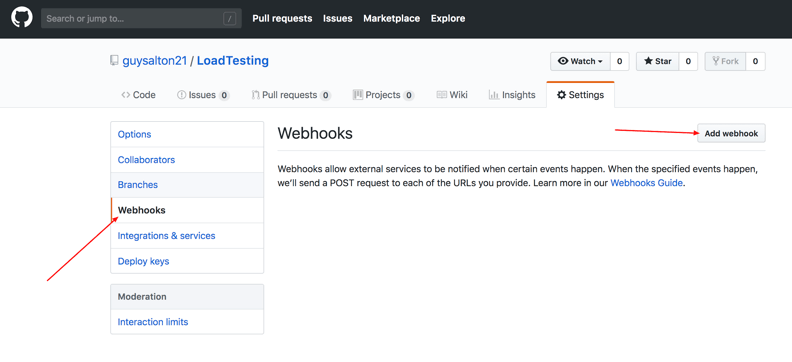 Search or jump to... / Pull requests Issues Marketplace Explore
guysalton21 / LoadTesting Watch 0 Star 0 Fork 0
Code Issues 0 Pull requests 0 Projects 0 Wiki Insights Settings
Options
Collaborators
Branches
Webhooks
Integrations & services
Deploy keys
Moderation
Interaction limits
Webhooks Add webhook
Webhooks allow external services to be notified when certain events happen. When the specified events happen,
we'll send a POST request to each of the URLs you provide. Learn more in our Webhooks Guide.